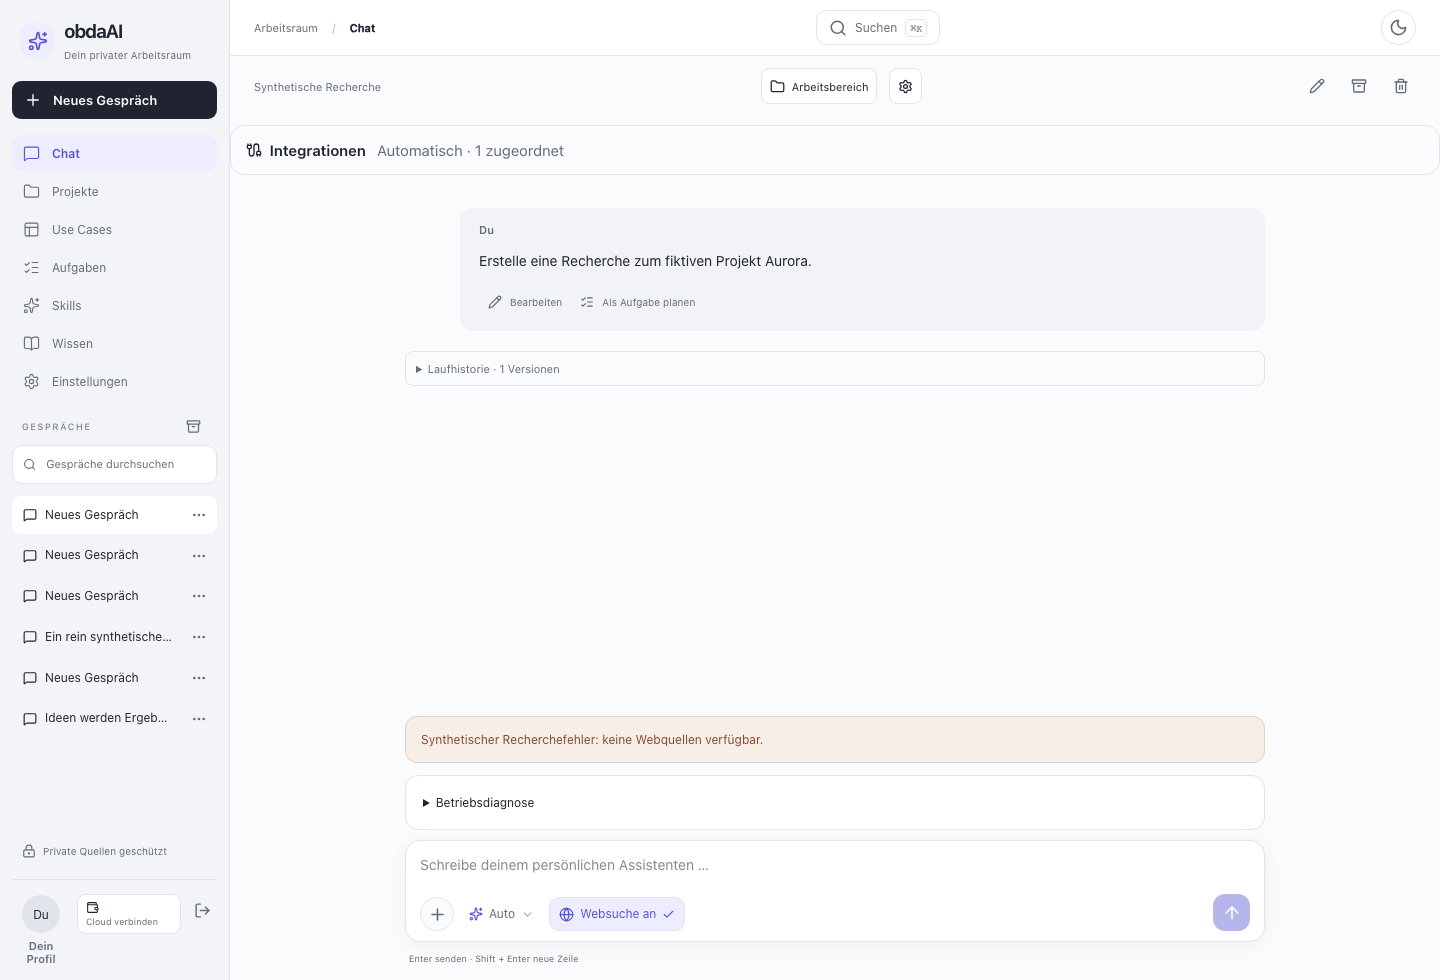 obdaAI
Dein privater Arbeitsraum
Neues Gespräch
Chat
Projekte
Use Cases
Aufgaben
Skills
Wissen
Einstellungen
GESPRÄCHE
Gespräche durchsuchen
Neues Gespräch
Neues Gespräch
Neues Gespräch
Ein rein synthetische...
Neues Gespräch
Ideen werden Ergeb...
Private Quellen geschützt
Du
Cloud verbinden
Dein
Profil
Arbeitsraum / Chat
Suchen ⌘K
Synthetische Recherche
Arbeitsbereich
Integrationen Automatisch · 1 zugeordnet
Du
Erstelle eine Recherche zum fiktiven Projekt Aurora.
Bearbeiten Als Aufgabe planen
Laufhistorie · 1 Versionen
Synthetischer Recherchefehler: keine Webquellen verfügbar.
Betriebsdiagnose
Schreibe deinem persönlichen Assistenten ...
Auto Websuche an
Enter senden · Shift + Enter neue Zeile